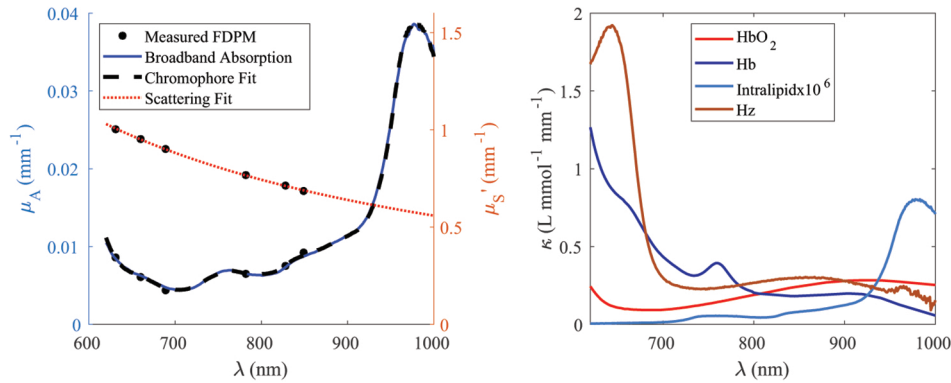 0.04
0.03
0.02
0.01
0
μA (mm-1)
Measured FDPM
Broadband Absorption
Chromophore Fit
Scattering Fit
1.5
1
0.5
0
μS' (mm-1)
600
700
800
900
1000
λ (nm)
2
1.5
1
0.5
0
κ (L mmol-1 mm-1)
HbO2
Hb
Intralipidx10 6
Hz
700
800
900
1000
λ (nm)